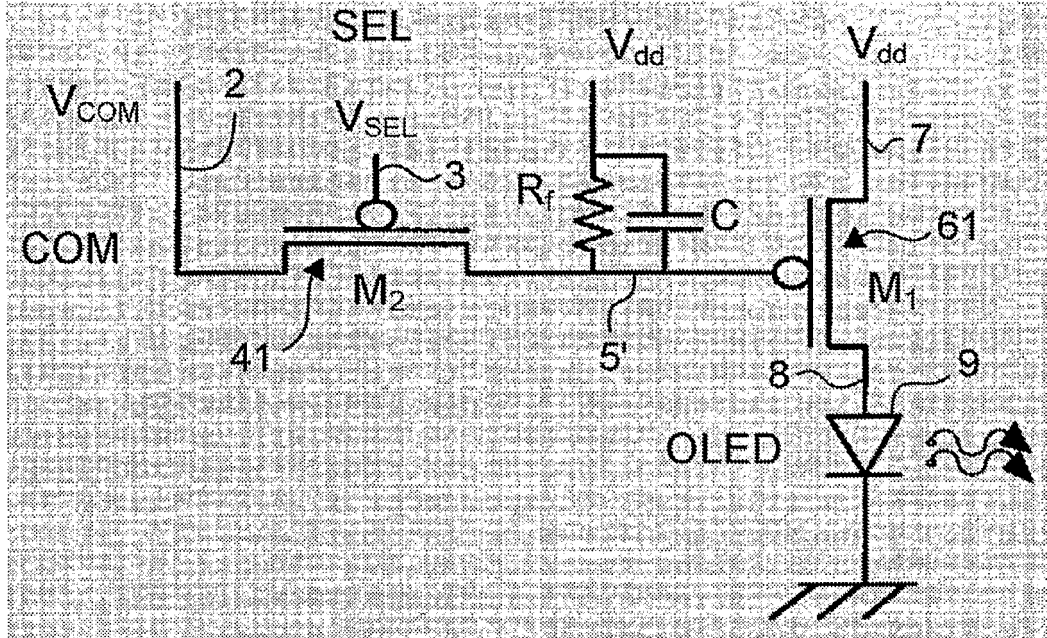 SEL
V_dd
V_dd
V_COM
2
V_SEL
3
7
R_f
C
61
COM
M_2
M_1
41
5'
8
9
OLED